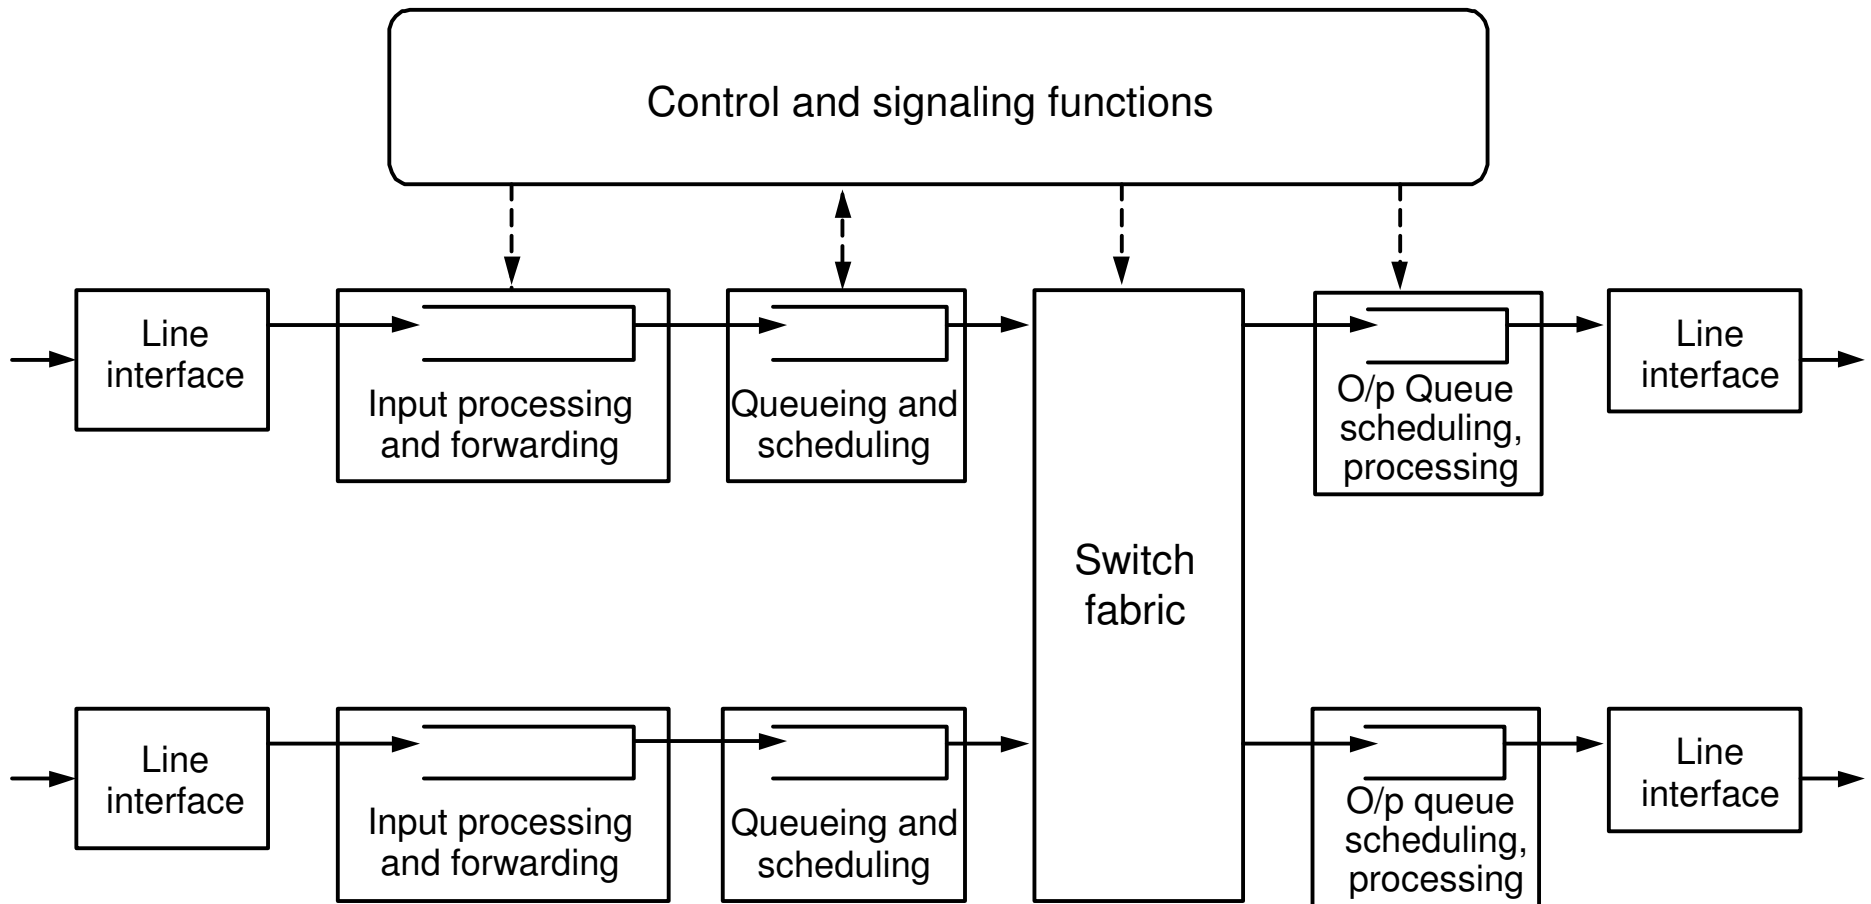 Control and signaling functions
Line
interface
Input processing
and forwarding
Queueing and
scheduling
Switch
fabric
O/p Queue
scheduling,
processing
Line
interface
Line
interface
Input processing
and forwarding
Queueing and
scheduling
O/p queue
scheduling,
processing
Line
interface